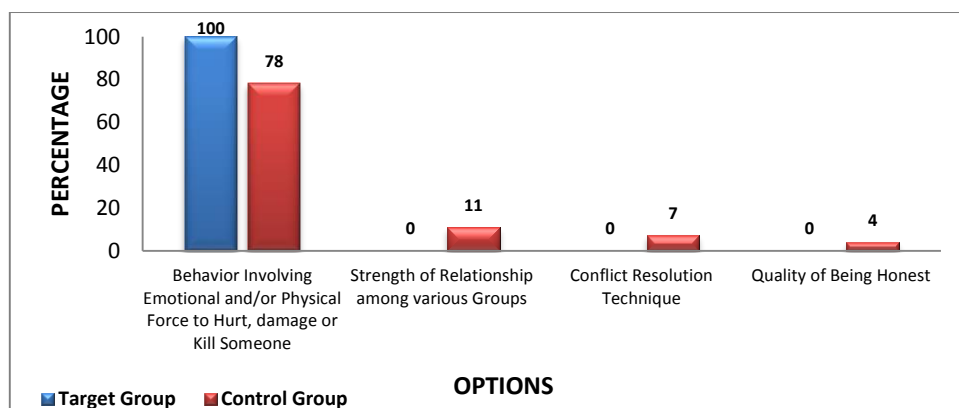 PERCENTAGE
100
80
60
40
20
0
100
78
0
11
0
7
0
4
Behavior Involving
Emotional and/or Physical
Force to Hurt, damage or
Kill Someone
Strength of Relationship
among various Groups
Conflict Resolution
Technique
Quality of Being Honest
OPTIONS
Target Group
Control Group